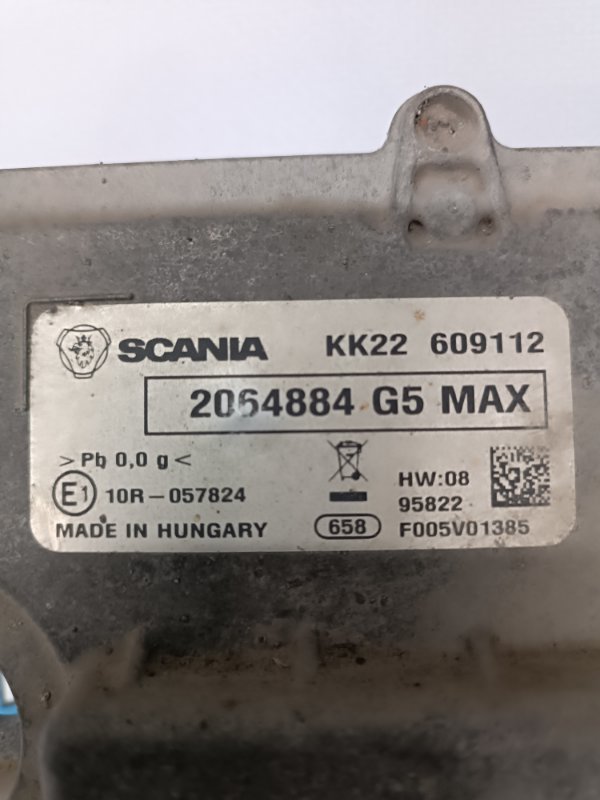 SCANIA KK22 609112
2064884 G5 MAX
>Pb 0,0 g<
E1 10R-057824
HW:08
95822
MADE IN HUNGARY 658 F005V01385